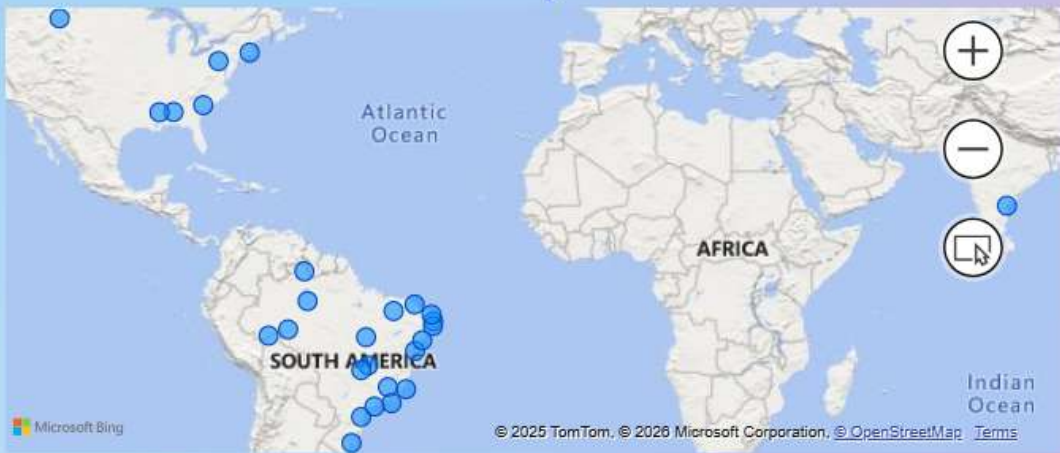 Atlantic
Ocean
AFRICA
SOUTH AMERICA
Indian
Ocean
Microsoft Bing
© 2025 TomTom, © 2026 Microsoft Corporation, © OpenStreetMap Terms